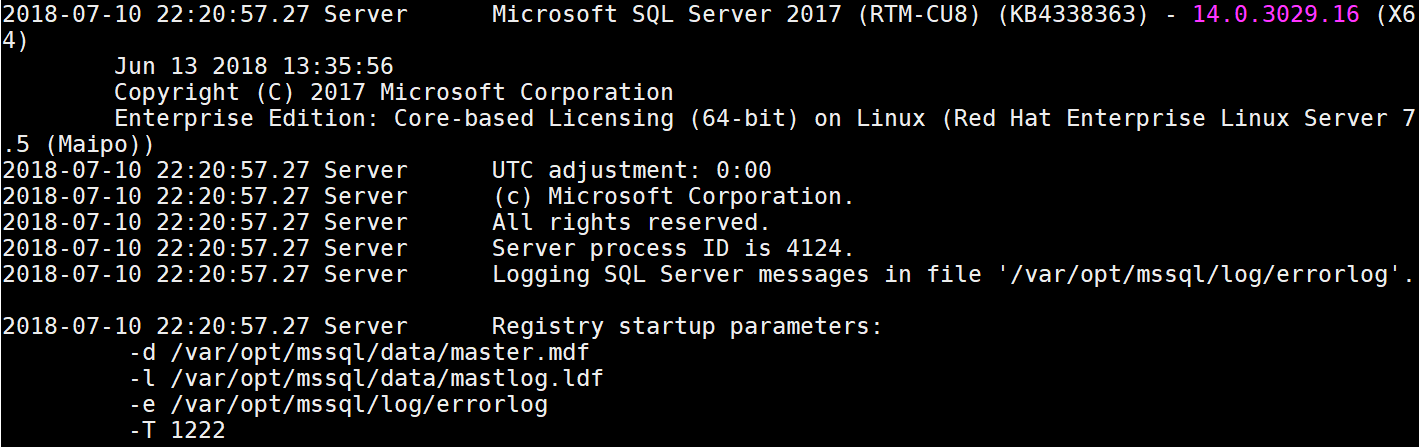 2018-07-10 22:20:57.27 Server      Microsoft SQL Server 2017 (RTM-CU8) (KB4338363) - 14.0.3029.16 (X6
4)
        Jun 13 2018 13:35:56
        Copyright (C) 2017 Microsoft Corporation
        Enterprise Edition: Core-based Licensing (64-bit) on Linux (Red Hat Enterprise Linux Server 7
.5 (Maipo))
2018-07-10 22:20:57.27 Server      UTC adjustment: 0:00
2018-07-10 22:20:57.27 Server      (c) Microsoft Corporation.
2018-07-10 22:20:57.27 Server      All rights reserved.
2018-07-10 22:20:57.27 Server      Server process ID is 4124.
2018-07-10 22:20:57.27 Server      Logging SQL Server messages in file '/var/opt/mssql/log/errorlog'.
2018-07-10 22:20:57.27 Server      Registry startup parameters:
         -d /var/opt/mssql/data/master.mdf
         -l /var/opt/mssql/data/mastlog.ldf
         -e /var/opt/mssql/log/errorlog
         -T 1222